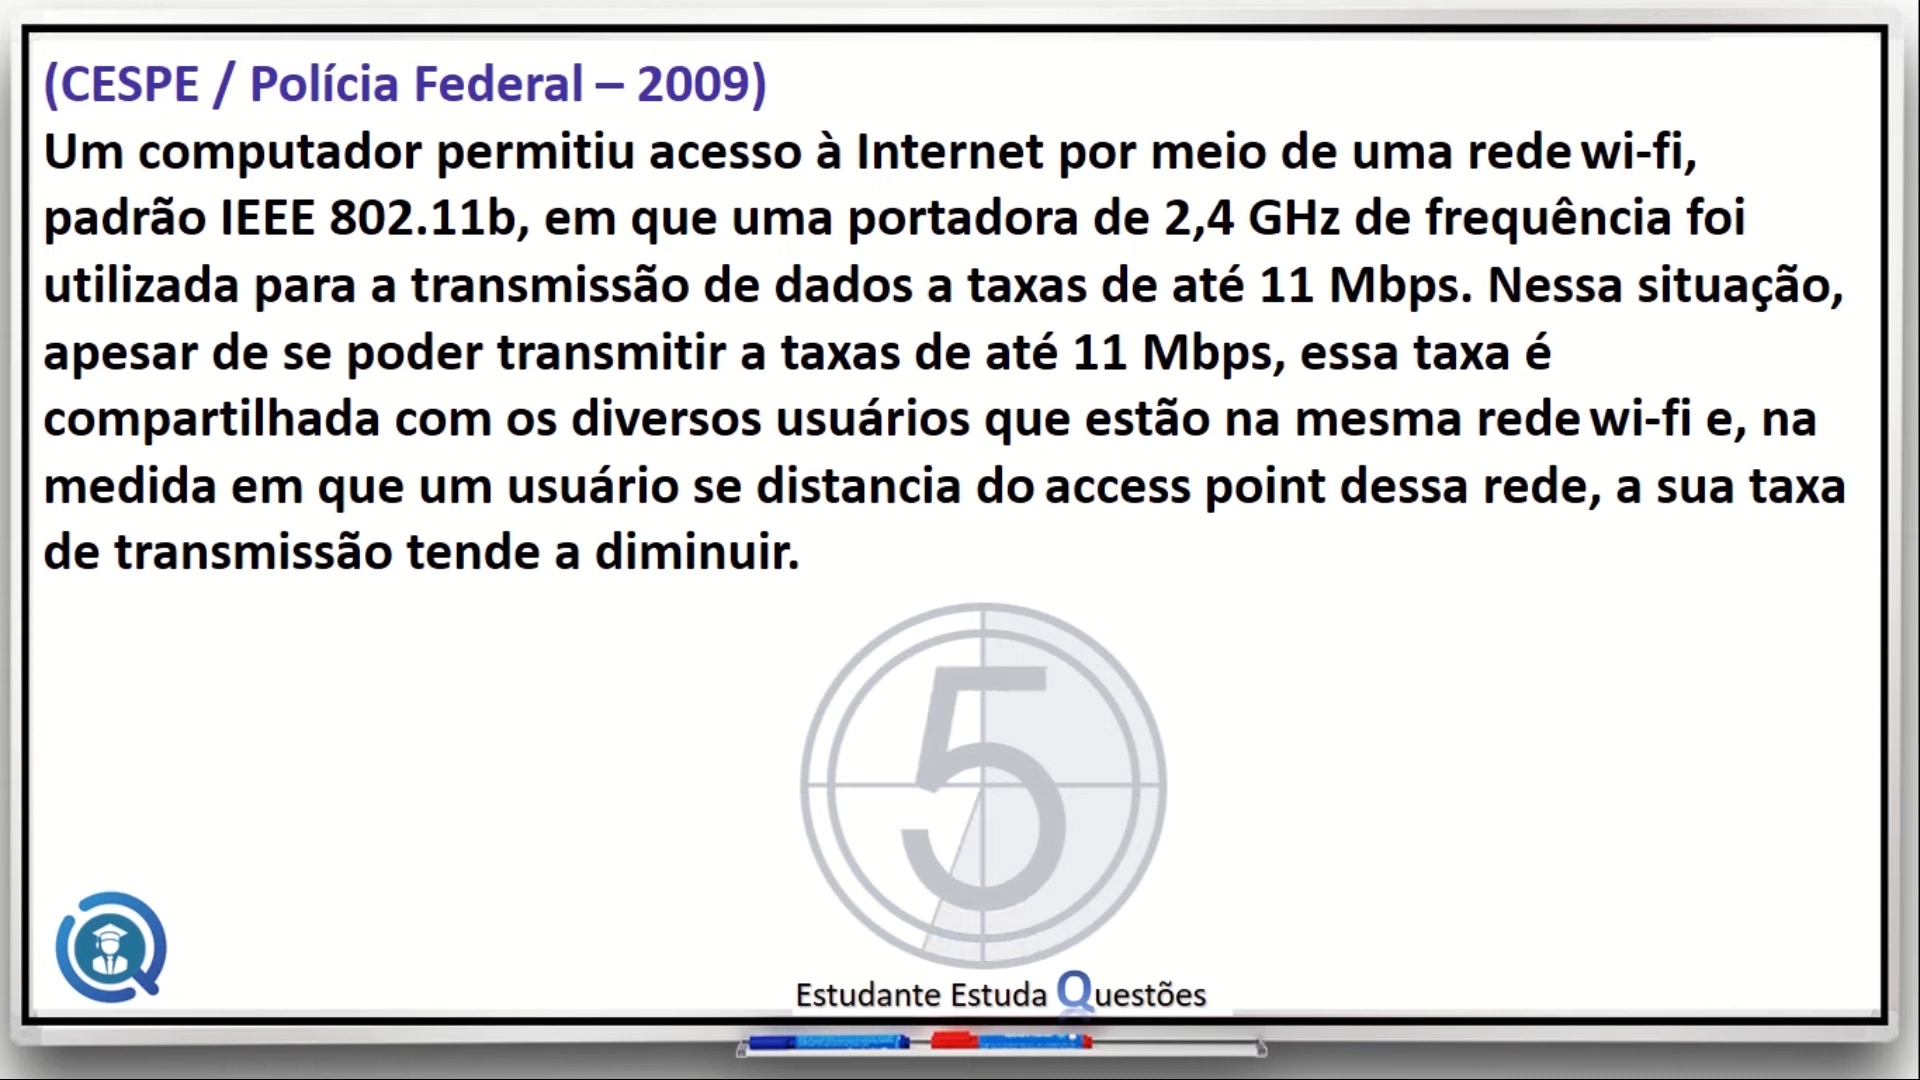 (CESPE / Polícia Federal – 2009)
Um computador permitiu acesso à Internet por meio de uma rede wi-fi,
padrão IEEE 802.11b, em que uma portadora de 2,4 GHz de frequência foi
utilizada para a transmissão de dados a taxas de até 11 Mbps. Nessa situação,
apesar de se poder transmitir a taxas de até 11 Mbps, essa taxa é
compartilhada com os diversos usuários que estão na mesma rede wi-fi e, na
medida em que um usuário se distancia do access point dessa rede, a sua taxa
de transmissão tende a diminuir.
5
Estudante Estuda Questões